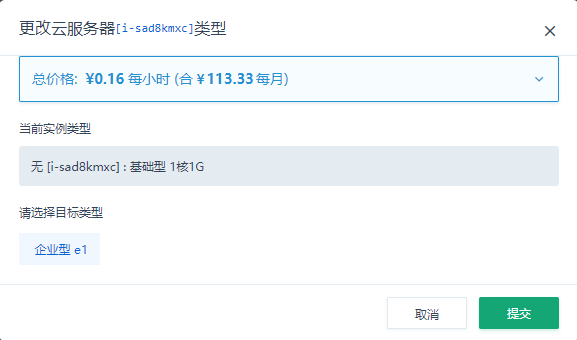 更改云服务器[i-sad8kmxc]类型
总价格: ¥0.16 每小时 (合 ¥113.33 每月)
当前实例类型
无 [i-sad8kmxc] : 基础型 1核1G
请选择目标类型
企业型 e1
取消
提交